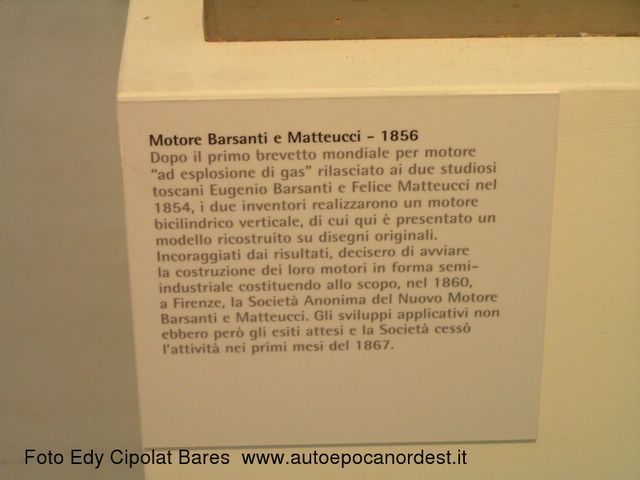 Motore Barsanti e Matteucci - 1856
Dopo il primo brevetto mondiale per motore
"ad esplosione di gas" rilasciato ai due studiosi
toscani Eugenio Barsanti e Felice Matteucci nel
1854, i due inventori realizzarono un motore
bicilindrico verticale, di cui qui è presentato un
modello ricostruito su disegni originali.
Incoraggiati dai risultati, decisero di avviare
la costruzione dei loro motori in forma semi-
industriale costituendo allo scopo, nel 1860,
a Firenze, la Società Anonima del Nuovo Motore
Barsanti e Matteucci. Gli sviluppi applicativi non
ebbero però gli esiti attesi e la Società cessò
l'attività nei primi mesi del 1867.
Foto Edy Cipolat Bares www.autoepocanordest.it